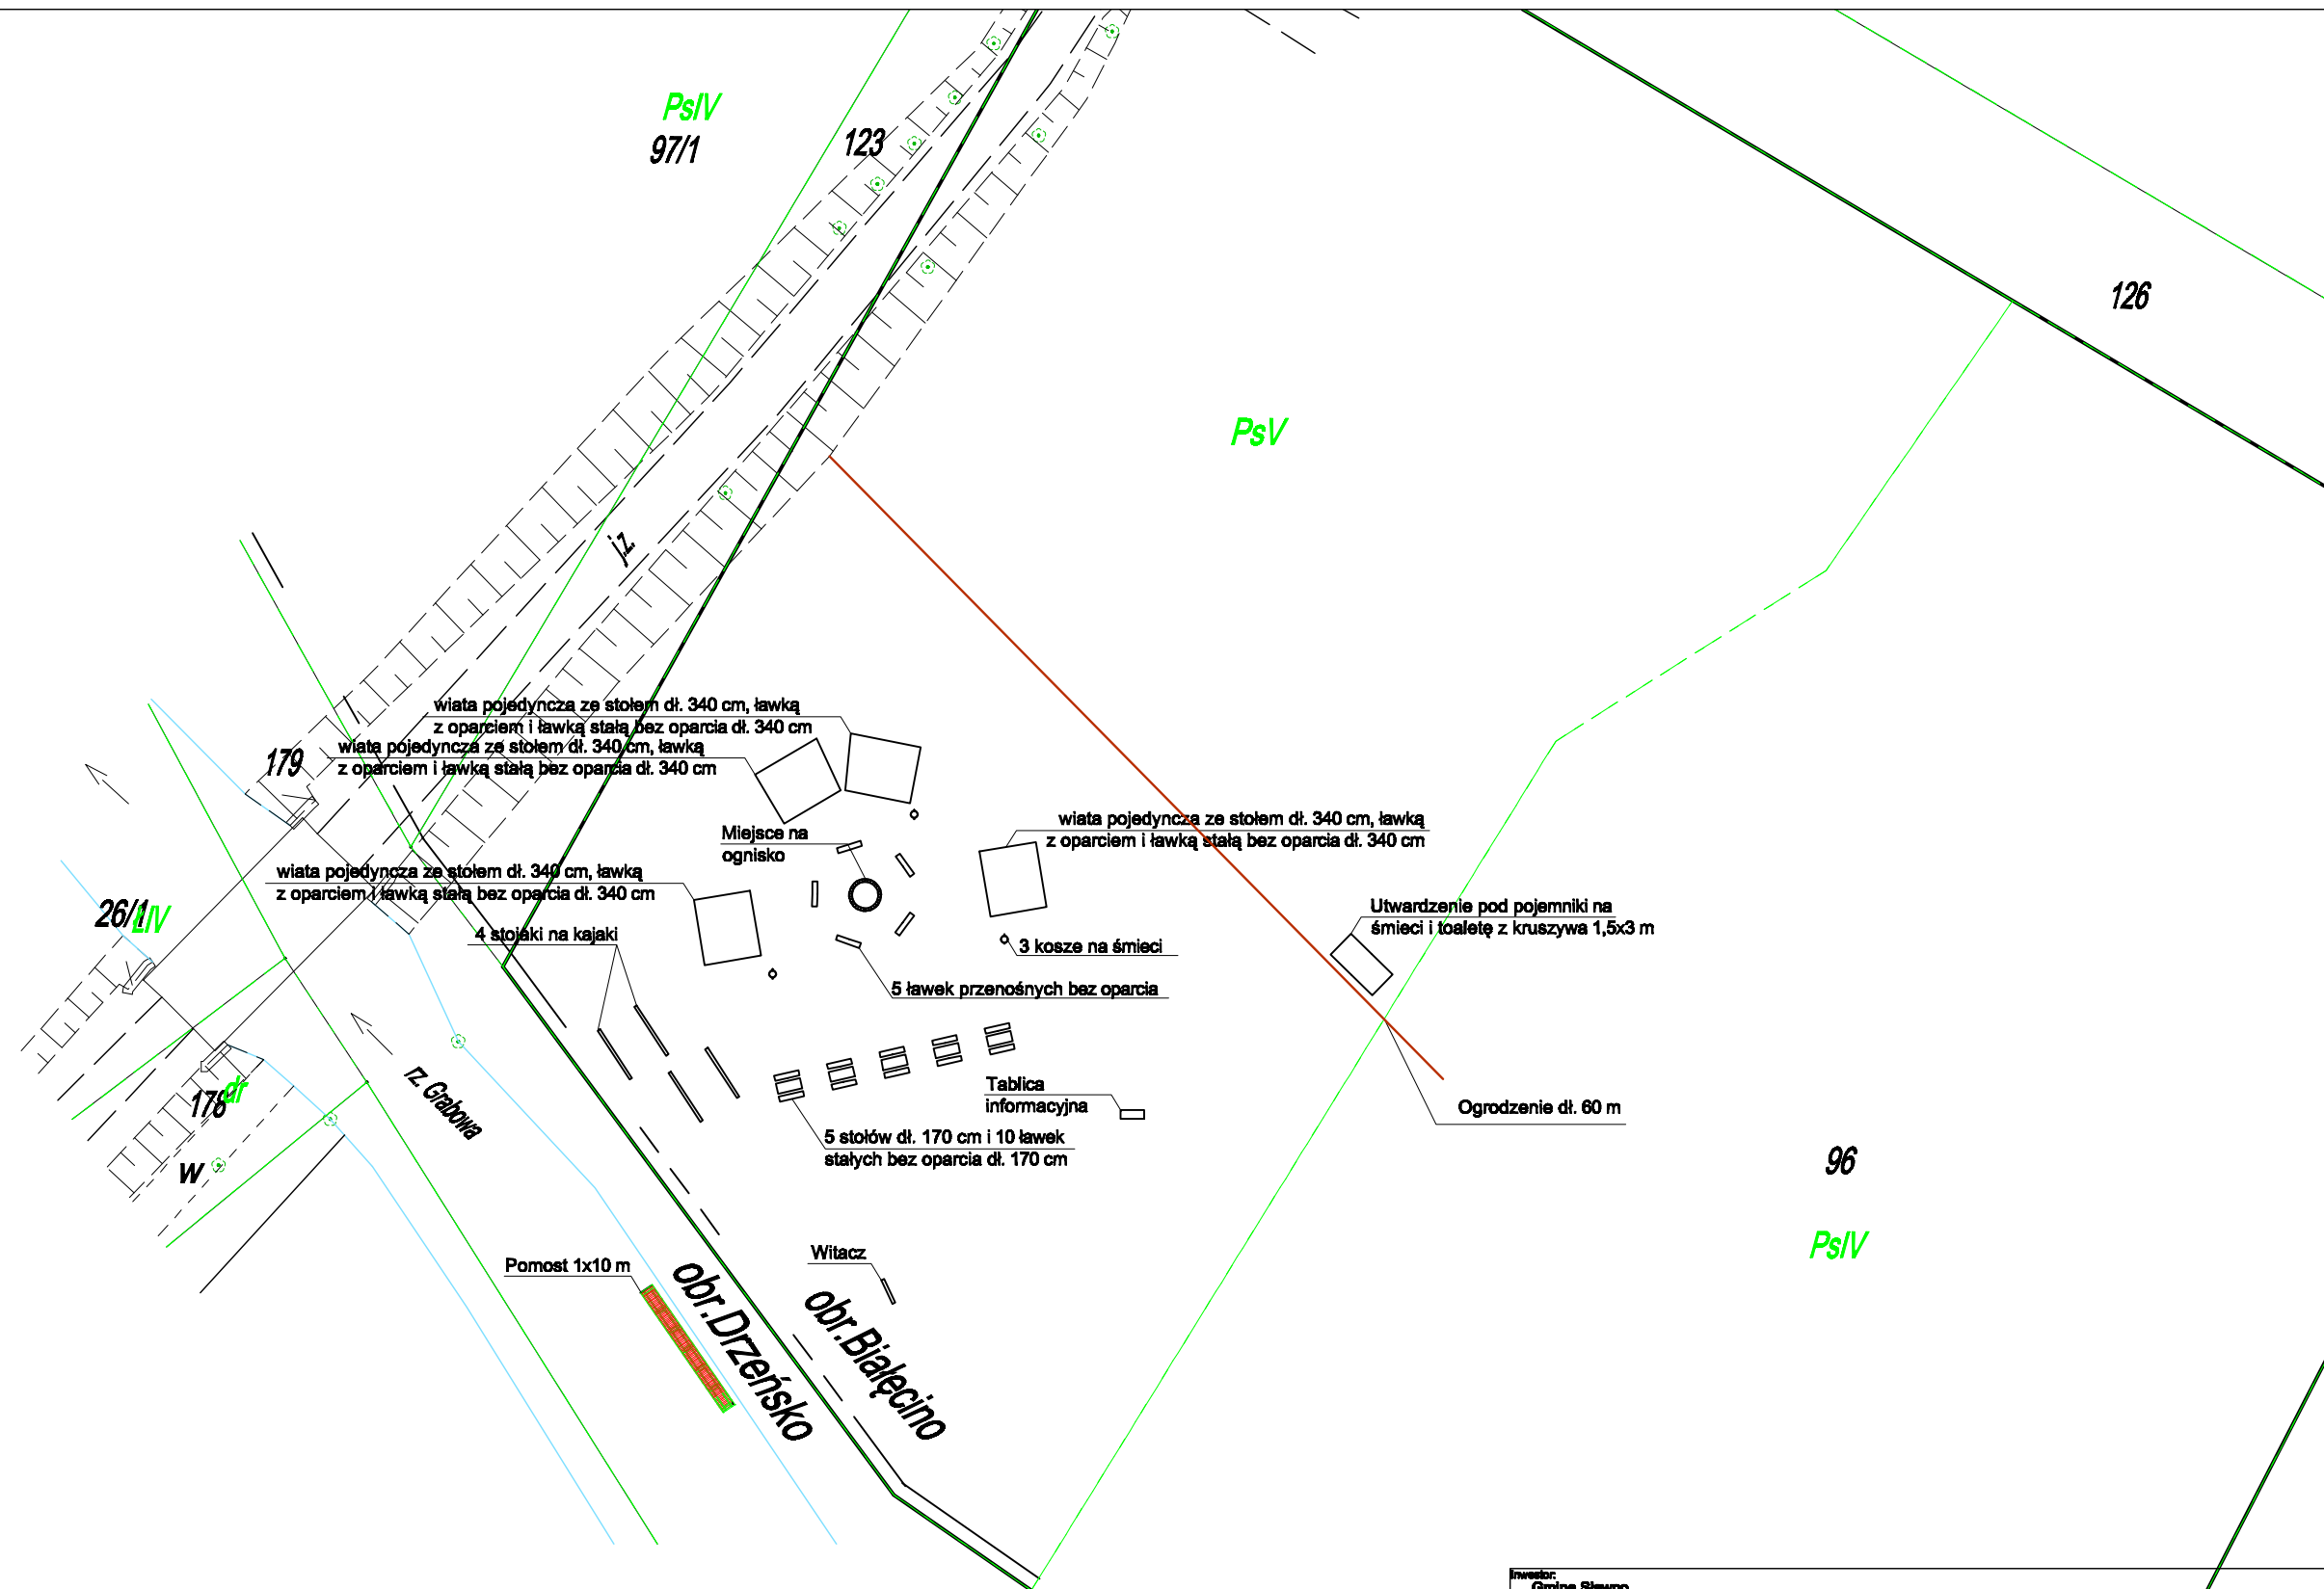 PsIV
97/1
123
126
PsV
jz.
wiata pojedyncza ze stołem dł. 340 cm, ławką
z oparciem i ławką stałą bez oparcia dł. 340 cm
wiata pojedyncza ze stołem dł. 340 cm, ławką
z oparciem i ławką stałą bez oparcia dł. 340 cm
179
wiata pojedyncza ze stołem dł. 340 cm, ławką
z oparciem i ławką stałą bez oparcia dł. 340 cm
Miejsce na
ognisko
wiata pojedyncza ze stołem dł. 340 cm, ławką
z oparciem i ławką stałą bez oparcia dł. 340 cm
26/1
ŁIV
4 stojaki na kajaki
3 kosze na śmieci
Utwardzenie pod pojemniki na
śmieci i toaletę z kruszywa 1,5x3 m
5 ławek przenośnych bez oparcia
178
dr
rz. Grabowa
Tablica
informacyjna
Ogrodzenie dł. 60 m
5 stołów dł. 170 cm i 10 ławek
stałych bez oparcia dł. 170 cm
W
96
PsIV
Witacz
Pomost 1x10 m
obr.Drzeńsko
obr.Białęcino
Inwestor:
Gmina Sławno